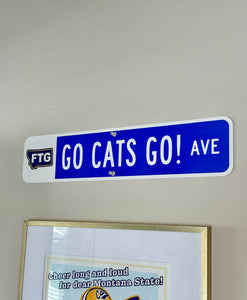 FTG GO CATS GO! AVE
Cheer long and loud
for dear Montana State!